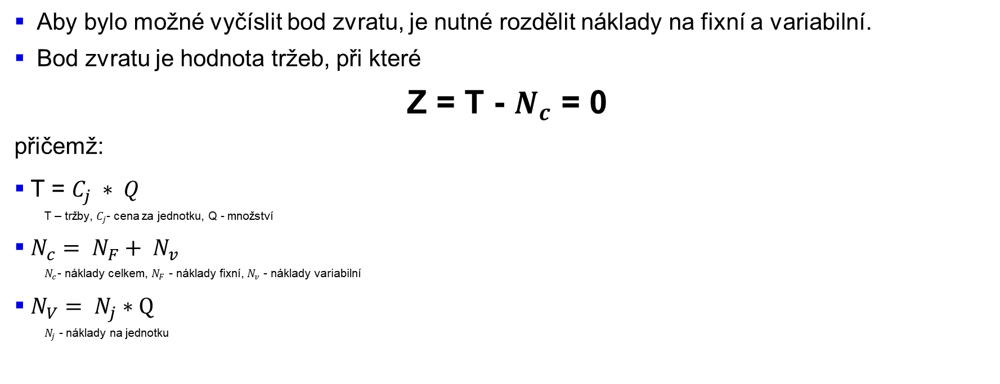 ▪ Aby bylo možné vyčíslit bod zvratu, je nutné rozdělit náklady na fixní a variabilní.
▪ Bod zvratu je hodnota tržeb, při které
Z = T - N_c = 0
přičemž:
▪ T = C_j * Q
T – tržby, C_j - cena za jednotku, Q - množství
▪ N_c = N_F + N_v
N_c - náklady celkem, N_F - náklady fixní, N_v - náklady variabilní
▪ N_V = N_j * Q
N_j - náklady na jednotku